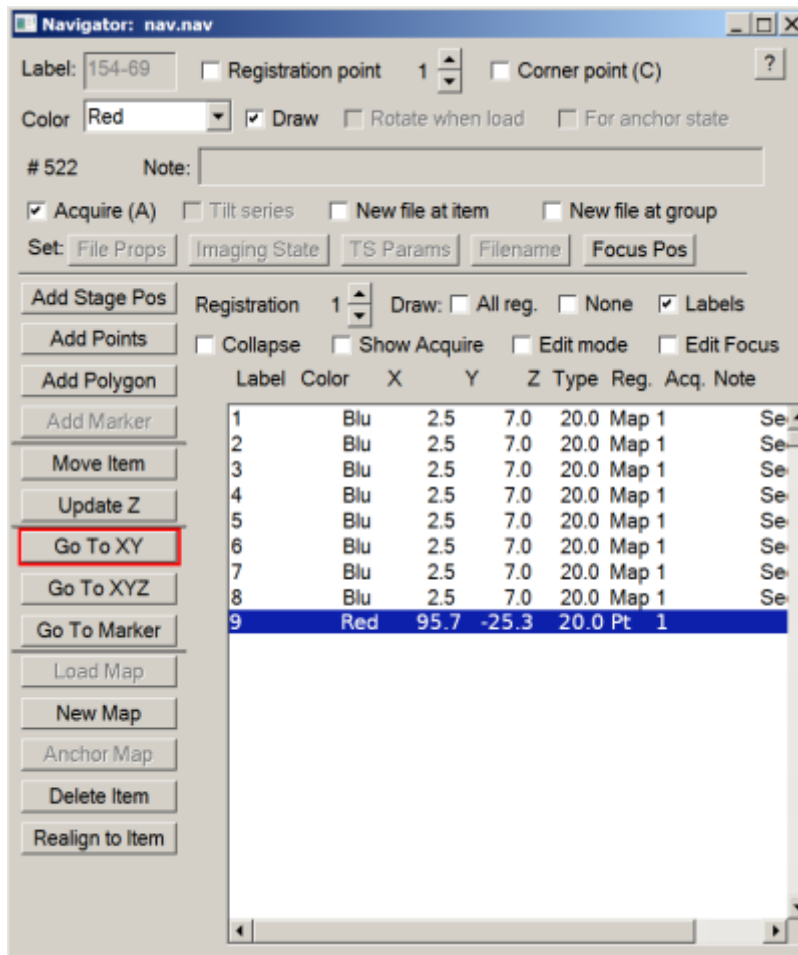 Navigator: nav.nav
Label: 154-69 Registration point 1 Corner point (C) ?
Color Red Draw Rotate when load For anchor state
# 522 Note:
Acquire (A) Tilt series New file at item New file at group
Set: File Props Imaging State TS Params Filename Focus Pos
Add Stage Pos Registration 1 Draw: All reg. None Labels
Add Points Collapse Show Acquire Edit mode Edit Focus
Add Polygon Label Color X Y Z Type Reg. Acq. Note
Add Marker
Move Item
Update Z
Go To XY
Go To XYZ
Go To Marker
Load Map
New Map
Anchor Map
Delete Item
Realign to Item
1 Blu 2.5 7.0 20.0 Map 1 Se
2 Blu 2.5 7.0 20.0 Map 1 Se
3 Blu 2.5 7.0 20.0 Map 1 Se
4 Blu 2.5 7.0 20.0 Map 1 Se
5 Blu 2.5 7.0 20.0 Map 1 Se
6 Blu 2.5 7.0 20.0 Map 1 Se
7 Blu 2.5 7.0 20.0 Map 1 Se
8 Blu 2.5 7.0 20.0 Map 1 Se
9 Red 95.7 -25.3 20.0 Pt 1